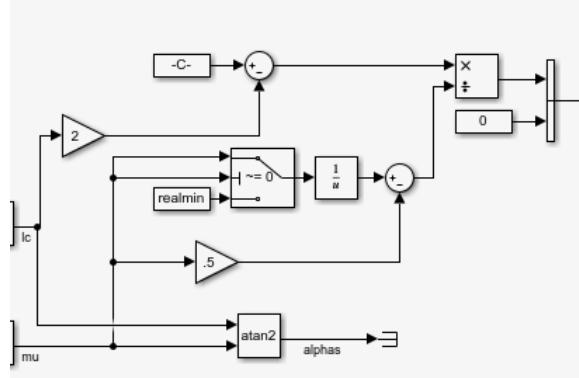 -C-
+
-
×
÷
2
0
~= 0
1
u
+
-
realmin
lc
.5
atan2
alphas
mu